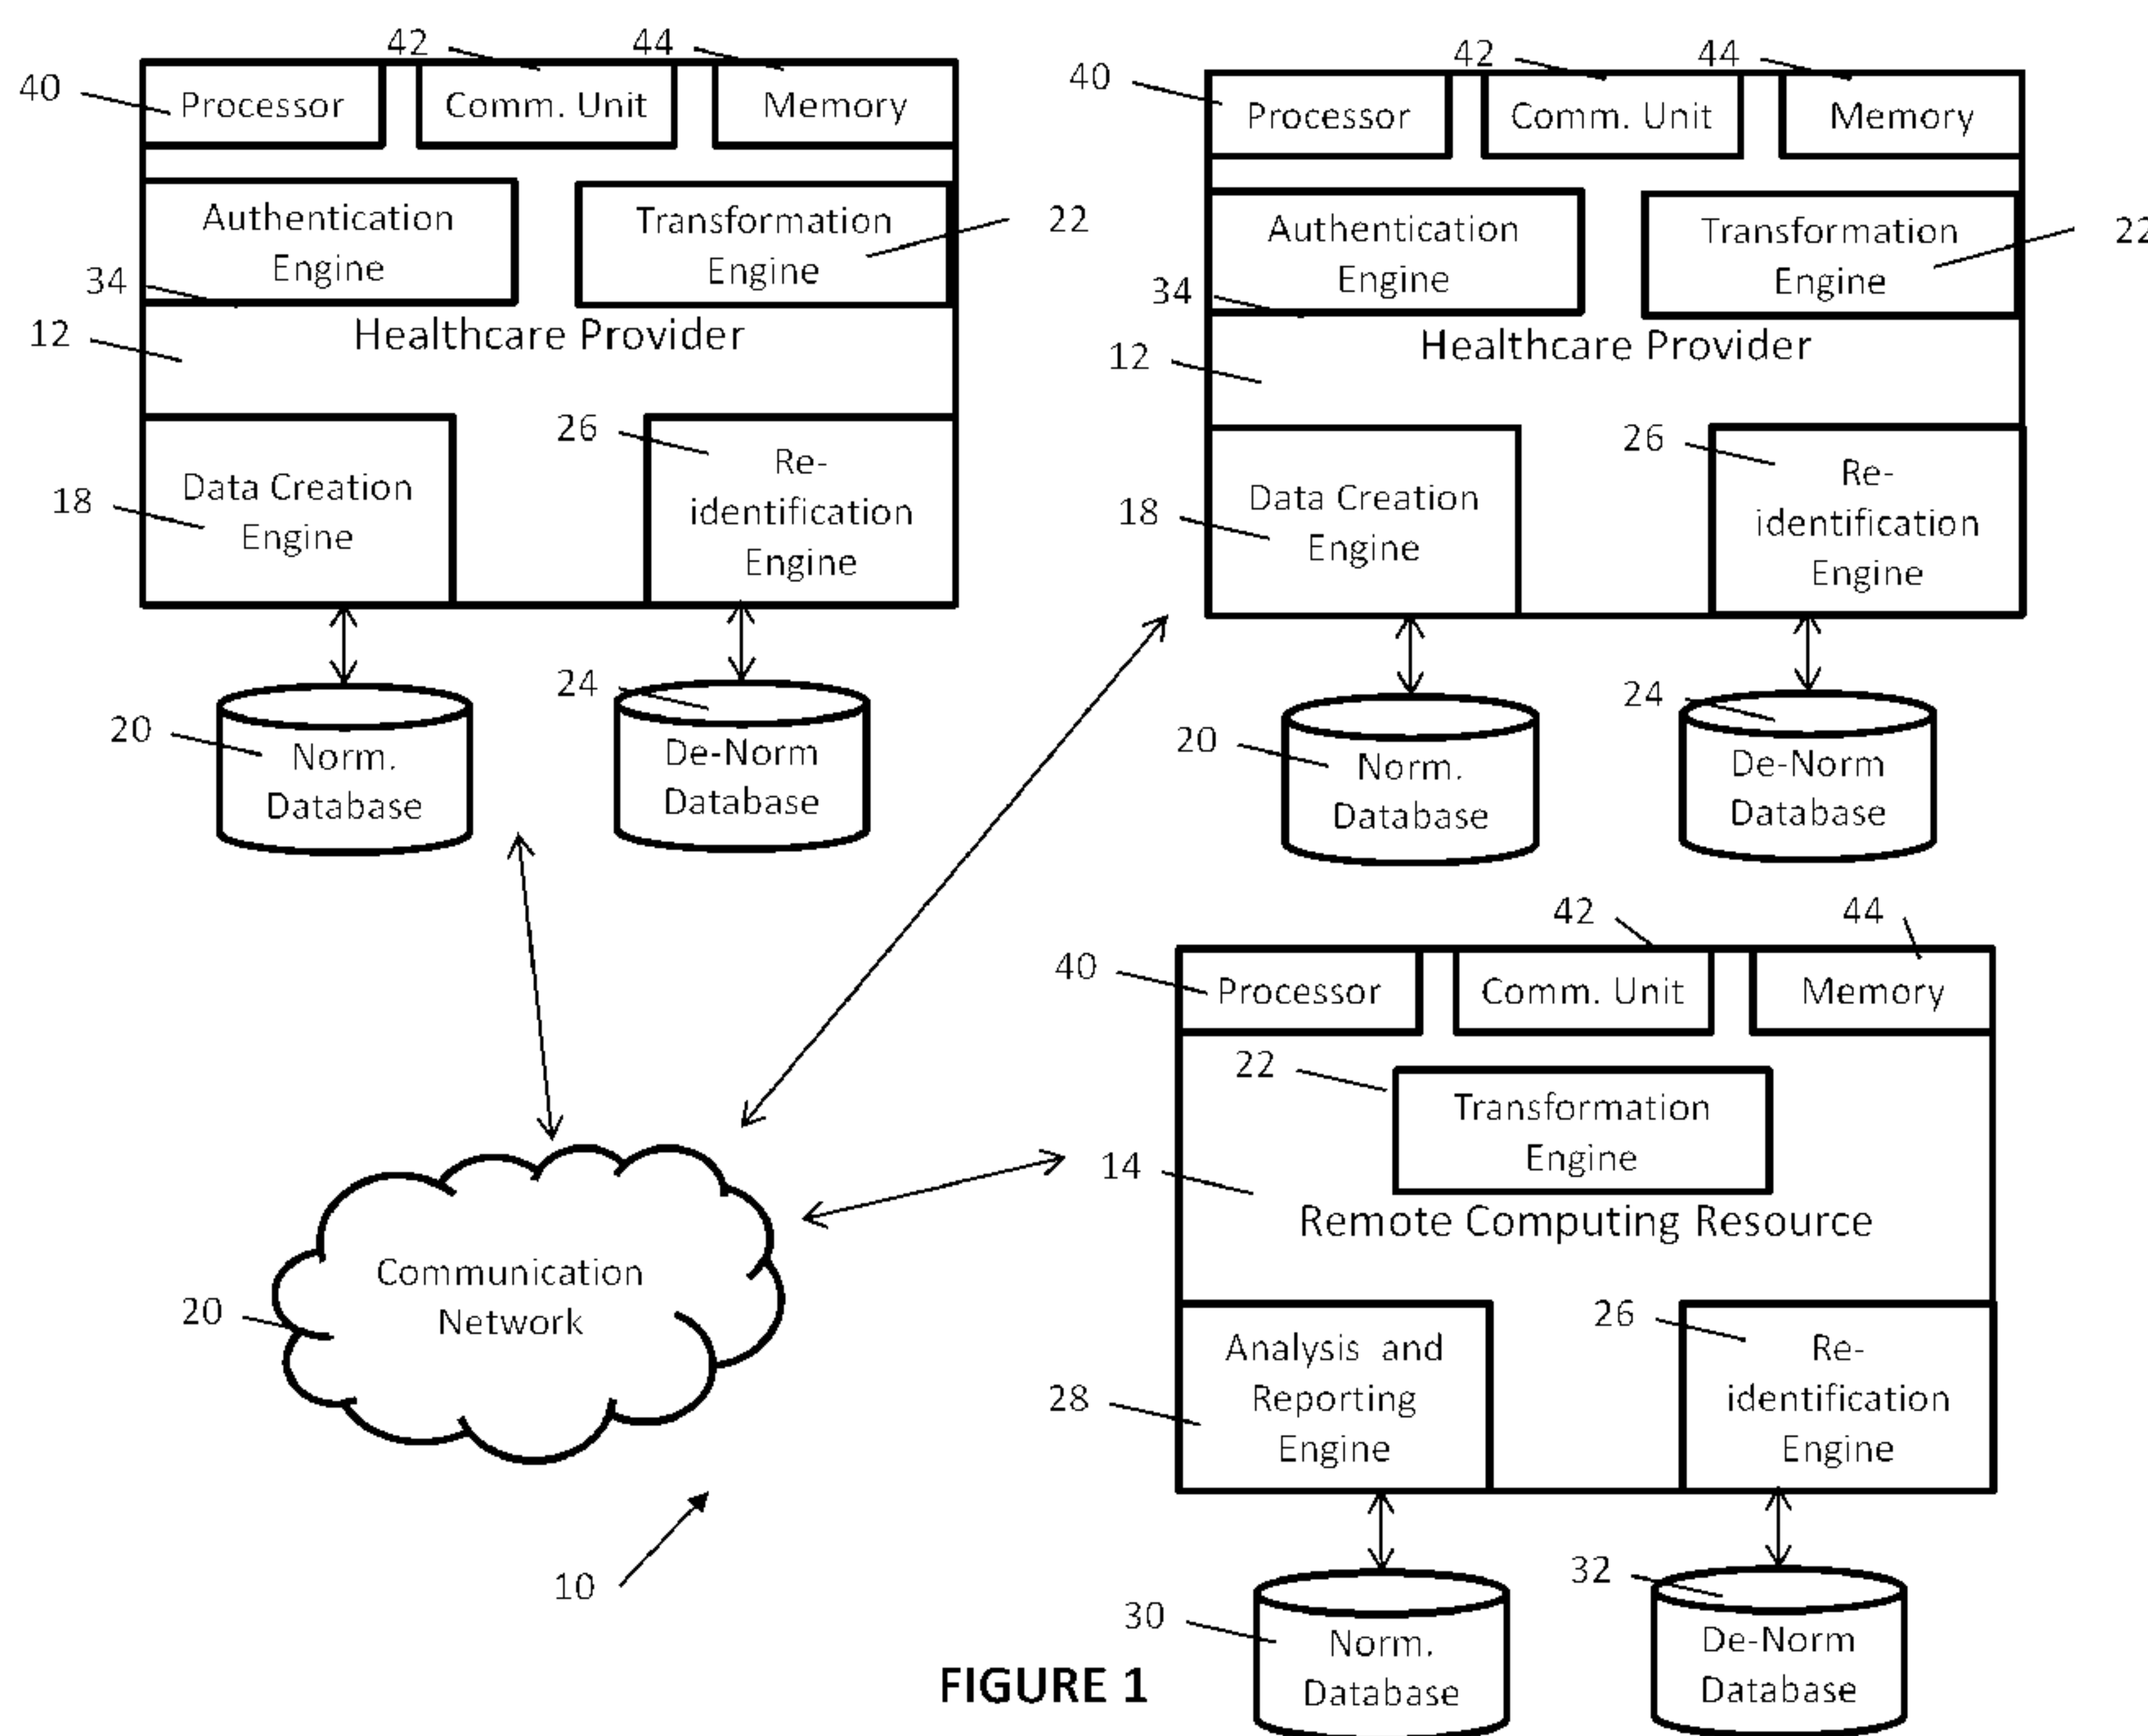 42
44
40
Processor
Comm. Unit
Memory
Authentication
Engine
Transformation
Engine
22
34
12
Healthcare Provider
18
Data Creation
Engine
26
Re-
identification
Engine
20
Norm.
Database
24
De-Norm
Database
42
44
40
Processor
Comm. Unit
Memory
Authentication
Engine
Transformation
Engine
22
34
12
Healthcare Provider
18
Data Creation
Engine
26
Re-
identification
Engine
20
Norm.
Database
24
De-Norm
Database
42
44
40
Processor
Comm. Unit
Memory
22
Transformation
Engine
14
Remote Computing Resource
28
Analysis and
Reporting
Engine
26
Re-
identification
Engine
20
Communication
Network
10
30
Norm.
Database
32
De-Norm
Database
FIGURE 1